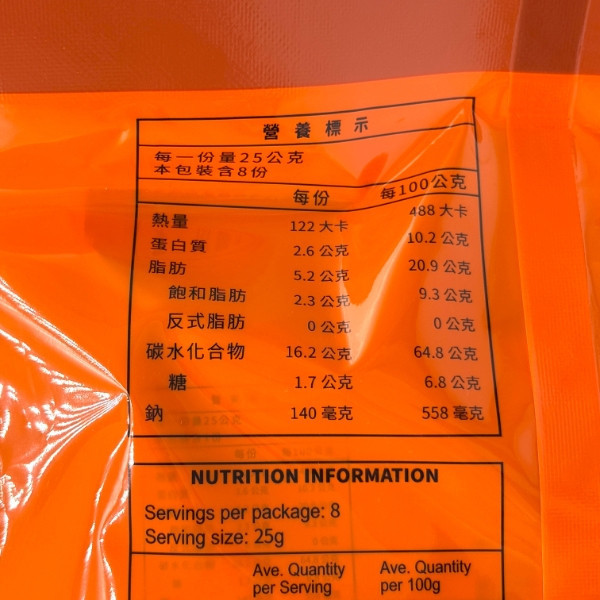 營養標示
每一份量25公克
本包裝含8份
每份 每100公克
熱量 122 大卡 488 大卡
蛋白質 2.6 公克 10.2 公克
脂肪 5.2 公克 20.9 公克
飽和脂肪 2.3 公克 9.3 公克
反式脂肪 0 公克 0 公克
碳水化合物 16.2 公克 64.8 公克
糖 1.7 公克 6.8 公克
鈉 140 毫克 558 毫克
NUTRITION INFORMATION
Servings per package: 8
Serving size: 25g
Ave. Quantity Ave. Quantity
per Serving per 100g